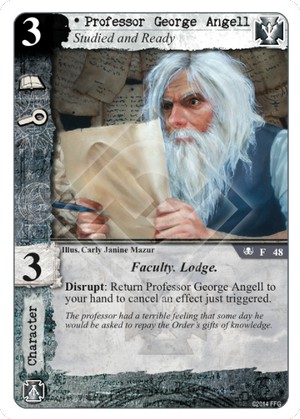 3
• Professor George Angell
Studied and Ready
Illus. Carly Janine Mazur
F 48
3
Faculty. Lodge.
Disrupt: Return Professor George Angell to
your hand to cancel an effect just triggered.
The professor had a terrible feeling that some day he
would be asked to repay the Order's gifts of knowledge.
Character
©2014 FFG